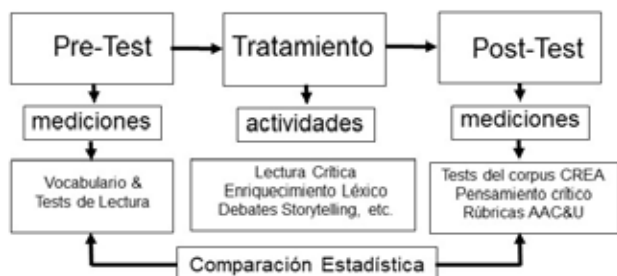 Pre-Test
Tratamiento
Post-Test
mediciones
actividades
mediciones
Vocabulario &
Tests de Lectura
Lectura Crítica
Enriquecimiento Léxico
Debates Storytelling, etc.
Tests del corpus CREA
Pensamiento crítico
Rúbricas AAC&U
Comparación Estadística